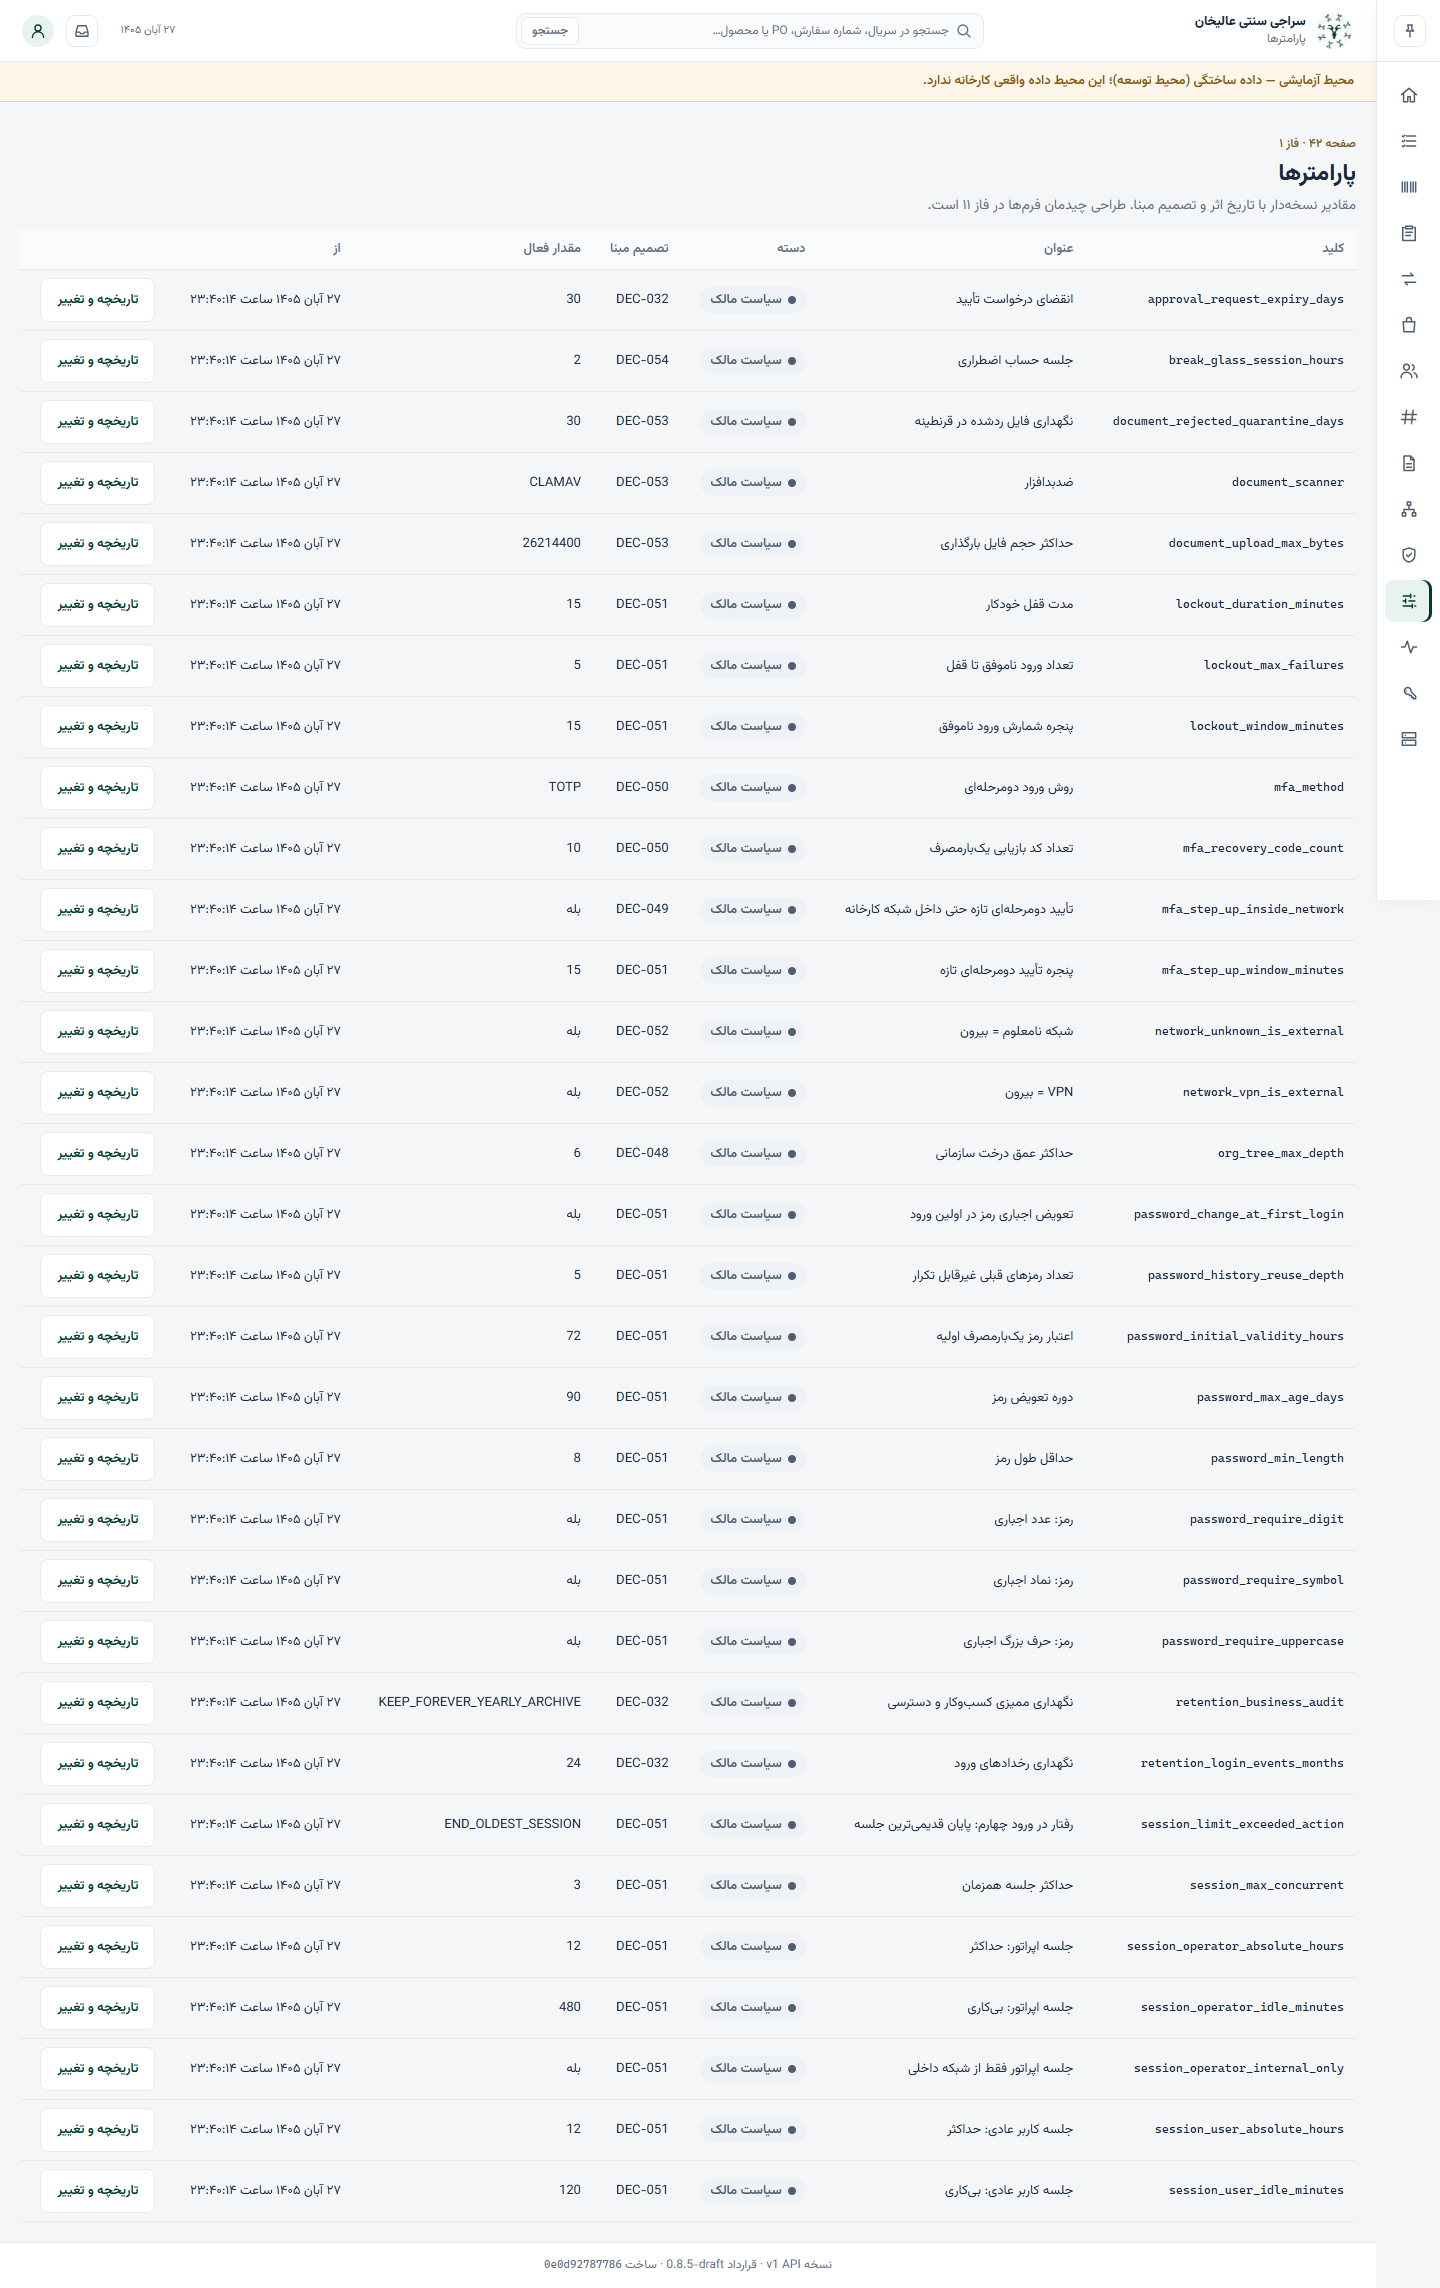 سراجی سنتی عالیخان
پارامترها
جستجو در سریال، شماره سفارش، PO یا محصول...
جستجو
۲۷ آبان ۱۴۰۵
محیط آزمایشی — داده ساختگی (محیط توسعه)؛ این محیط داده واقعی کارخانه ندارد.
صفحه ۴۲ · فاز ۱
پارامترها
مقادیر نسخه‌دار با تاریخ اثر و تصمیم مبنا. طراحی چیدمان فرم‌ها در فاز ۱۱ است.
کلید عنوان دسته تصمیم مبنا مقدار فعال از
approval_request_expiry_days انقضای درخواست تأیید سیاست مالک DEC-032 30 ۲۷ آبان ۱۴۰۵ ساعت ۲۳:۴۰:۱۴ تاریخچه و تغییر
break_glass_session_hours جلسه حساب اضطراری سیاست مالک DEC-054 2 ۲۷ آبان ۱۴۰۵ ساعت ۲۳:۴۰:۱۴ تاریخچه و تغییر
document_rejected_quarantine_days نگهداری فایل ردشده در قرنطینه سیاست مالک DEC-053 30 ۲۷ آبان ۱۴۰۵ ساعت ۲۳:۴۰:۱۴ تاریخچه و تغییر
document_scanner ضدبدافزار سیاست مالک DEC-053 CLAMAV ۲۷ آبان ۱۴۰۵ ساعت ۲۳:۴۰:۱۴ تاریخچه و تغییر
document_upload_max_bytes حداکثر حجم فایل بارگذاری سیاست مالک DEC-053 26214400 ۲۷ آبان ۱۴۰۵ ساعت ۲۳:۴۰:۱۴ تاریخچه و تغییر
lockout_duration_minutes مدت قفل خودکار سیاست مالک DEC-051 15 ۲۷ آبان ۱۴۰۵ ساعت ۲۳:۴۰:۱۴ تاریخچه و تغییر
lockout_max_failures تعداد ورود ناموفق تا قفل سیاست مالک DEC-051 5 ۲۷ آبان ۱۴۰۵ ساعت ۲۳:۴۰:۱۴ تاریخچه و تغییر
lockout_window_minutes پنجره شمارش ورود ناموفق سیاست مالک DEC-051 15 ۲۷ آبان ۱۴۰۵ ساعت ۲۳:۴۰:۱۴ تاریخچه و تغییر
mfa_method روش ورود دومرحله‌ای سیاست مالک DEC-050 TOTP ۲۷ آبان ۱۴۰۵ ساعت ۲۳:۴۰:۱۴ تاریخچه و تغییر
mfa_recovery_code_count تعداد کد بازیابی یک‌بارمصرف سیاست مالک DEC-050 10 ۲۷ آبان ۱۴۰۵ ساعت ۲۳:۴۰:۱۴ تاریخچه و تغییر
mfa_step_up_inside_network تأیید دومرحله‌ای تازه حتی داخل شبکه کارخانه سیاست مالک DEC-049 بله ۲۷ آبان ۱۴۰۵ ساعت ۲۳:۴۰:۱۴ تاریخچه و تغییر
mfa_step_up_window_minutes پنجره تأیید دومرحله‌ای تازه سیاست مالک DEC-051 15 ۲۷ آبان ۱۴۰۵ ساعت ۲۳:۴۰:۱۴ تاریخچه و تغییر
network_unknown_is_external شبکه نامعلوم = بیرون سیاست مالک DEC-052 بله ۲۷ آبان ۱۴۰۵ ساعت ۲۳:۴۰:۱۴ تاریخچه و تغییر
network_vpn_is_external VPN = بیرون سیاست مالک DEC-052 بله ۲۷ آبان ۱۴۰۵ ساعت ۲۳:۴۰:۱۴ تاریخچه و تغییر
org_tree_max_depth حداکثر عمق درخت سازمانی سیاست مالک DEC-048 6 ۲۷ آبان ۱۴۰۵ ساعت ۲۳:۴۰:۱۴ تاریخچه و تغییر
password_change_at_first_login تعویض اجباری رمز در اولین ورود سیاست مالک DEC-051 بله ۲۷ آبان ۱۴۰۵ ساعت ۲۳:۴۰:۱۴ تاریخچه و تغییر
password_history_reuse_depth تعداد رمزهای قبلی غیرقابل تکرار سیاست مالک DEC-051 5 ۲۷ آبان ۱۴۰۵ ساعت ۲۳:۴۰:۱۴ تاریخچه و تغییر
password_initial_validity_hours اعتبار رمز یک‌بارمصرف اولیه سیاست مالک DEC-051 72 ۲۷ آبان ۱۴۰۵ ساعت ۲۳:۴۰:۱۴ تاریخچه و تغییر
password_max_age_days دوره تعویض رمز سیاست مالک DEC-051 90 ۲۷ آبان ۱۴۰۵ ساعت ۲۳:۴۰:۱۴ تاریخچه و تغییر
password_min_length حداقل طول رمز سیاست مالک DEC-051 8 ۲۷ آبان ۱۴۰۵ ساعت ۲۳:۴۰:۱۴ تاریخچه و تغییر
password_require_digit رمز: عدد اجباری سیاست مالک DEC-051 بله ۲۷ آبان ۱۴۰۵ ساعت ۲۳:۴۰:۱۴ تاریخچه و تغییر
password_require_symbol رمز: نماد اجباری سیاست مالک DEC-051 بله ۲۷ آبان ۱۴۰۵ ساعت ۲۳:۴۰:۱۴ تاریخچه و تغییر
password_require_uppercase رمز: حرف بزرگ اجباری سیاست مالک DEC-051 بله ۲۷ آبان ۱۴۰۵ ساعت ۲۳:۴۰:۱۴ تاریخچه و تغییر
retention_business_audit نگهداری ممیزی کسب‌وکار و دسترسی سیاست مالک DEC-032 KEEP_FOREVER_YEARLY_ARCHIVE ۲۷ آبان ۱۴۰۵ ساعت ۲۳:۴۰:۱۴ تاریخچه و تغییر
retention_login_events_months نگهداری رخدادهای ورود سیاست مالک DEC-032 24 ۲۷ آبان ۱۴۰۵ ساعت ۲۳:۴۰:۱۴ تاریخچه و تغییر
session_limit_exceeded_action رفتار در ورود چهارم: پایان قدیمی‌ترین جلسه سیاست مالک DEC-051 END_OLDEST_SESSION ۲۷ آبان ۱۴۰۵ ساعت ۲۳:۴۰:۱۴ تاریخچه و تغییر
session_max_concurrent حداکثر جلسه همزمان سیاست مالک DEC-051 3 ۲۷ آبان ۱۴۰۵ ساعت ۲۳:۴۰:۱۴ تاریخچه و تغییر
session_operator_absolute_hours جلسه اپراتور: حداکثر سیاست مالک DEC-051 12 ۲۷ آبان ۱۴۰۵ ساعت ۲۳:۴۰:۱۴ تاریخچه و تغییر
session_operator_idle_minutes جلسه اپراتور: بی‌کاری سیاست مالک DEC-051 480 ۲۷ آبان ۱۴۰۵ ساعت ۲۳:۴۰:۱۴ تاریخچه و تغییر
session_operator_internal_only جلسه اپراتور فقط از شبکه داخلی سیاست مالک DEC-051 بله ۲۷ آبان ۱۴۰۵ ساعت ۲۳:۴۰:۱۴ تاریخچه و تغییر
session_user_absolute_hours جلسه کاربر عادی: حداکثر سیاست مالک DEC-051 12 ۲۷ آبان ۱۴۰۵ ساعت ۲۳:۴۰:۱۴ تاریخچه و تغییر
session_user_idle_minutes جلسه کاربر عادی: بی‌کاری سیاست مالک DEC-051 120 ۲۷ آبان ۱۴۰۵ ساعت ۲۳:۴۰:۱۴ تاریخچه و تغییر
نسخه v1 API · قرارداد 0.8.5-draft · ساخت 0e0d92787786